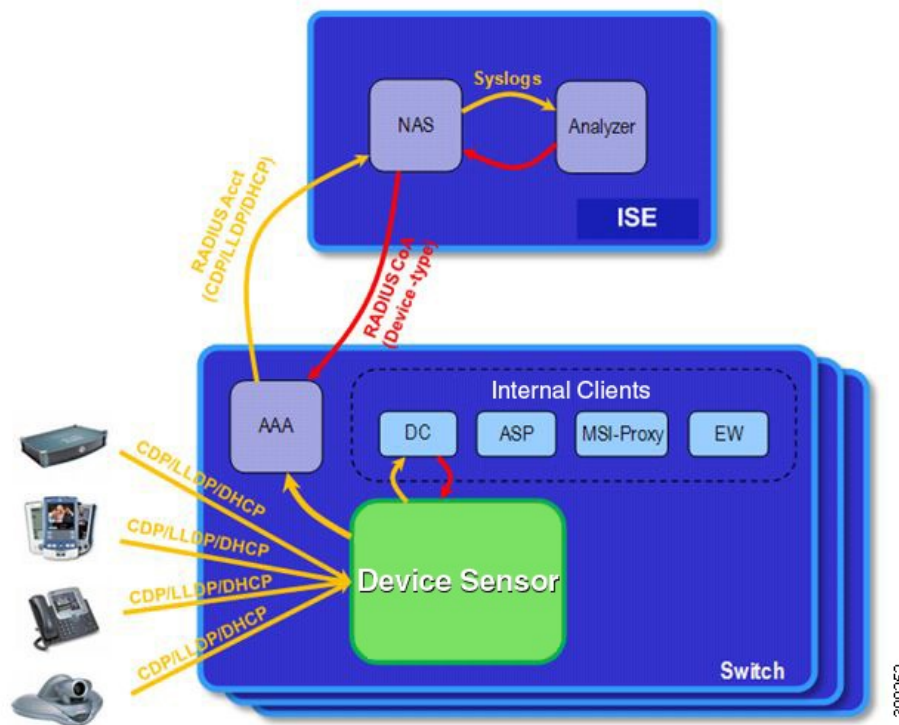 Syslogs
NAS
Analyzer
ISE
RADIUS Acct
(CDP/LLDP/DHCP)
RADIUS CoA
(Device -type)
AAA
Internal Clients
DC
ASP
MSI-Proxy
EW
CDP/LLDP/DHCP
CDP/LLDP/DHCP
CDP/LLDP/DHCP
CDP/LLDP/DHCP
Device Sensor
Switch